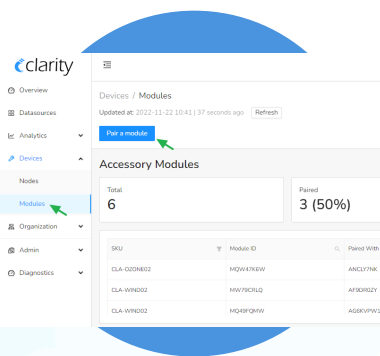 clarity
Overview
Devices / Modules
Datasources
Updated at: 2022-11-22 10:41 | 37 seconds ago Refresh
Analytics
Pair a module
Devices
Accessory Modules
Nodes
Total Paired
6 3 (50%)
Modules
Organization
Admin
SKU Module ID Paired With
Diagnostics
CLA-OZONE02 MQW47K6W ANCLY7NK
CLA-WIND02 MW79CRLQ AF9DR0ZY
CLA-WIND02 MQ49FQMW AG6KVPW1